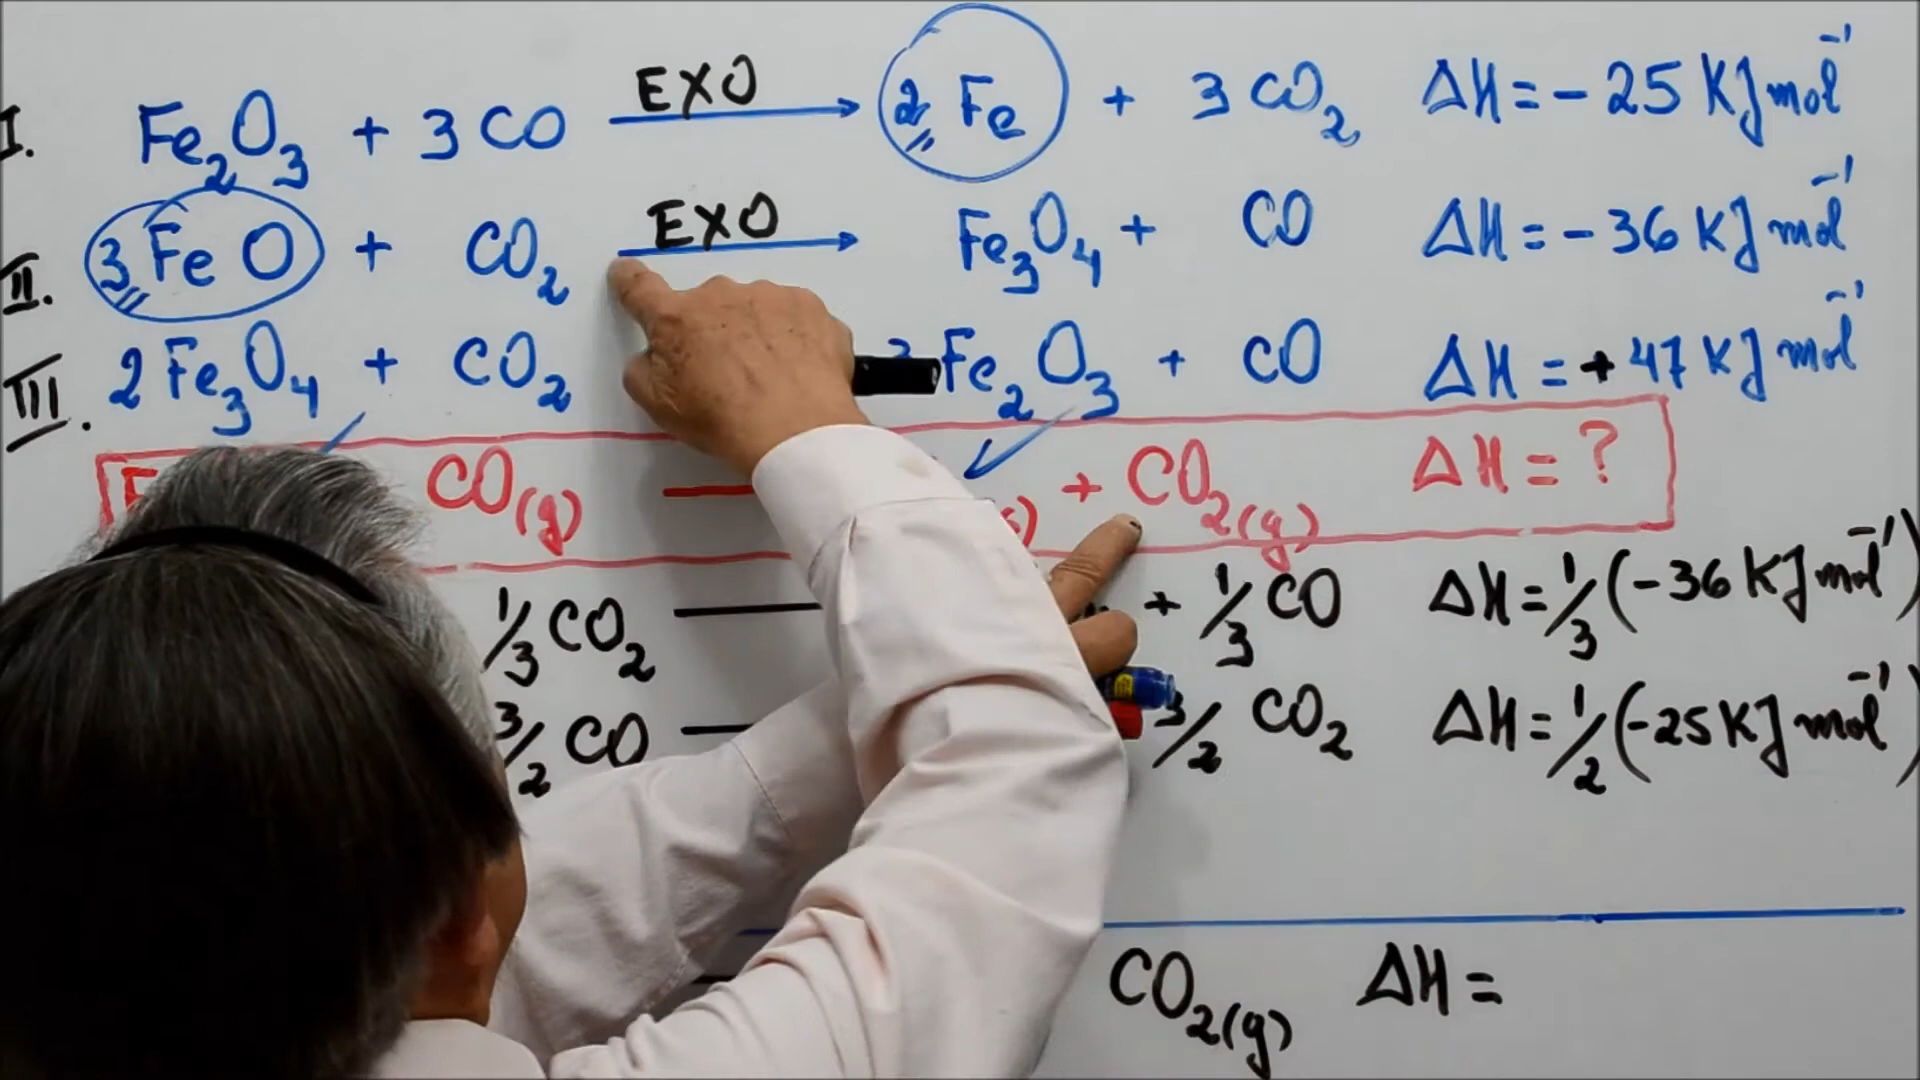 I. Fe₂O₃ + 3 CO EXO → 2 Fe + 3 CO₂ ΔH = - 25 KJ mol⁻¹
II. 3 Fe O + CO₂ EXO → Fe₃O₄ + CO ΔH = - 36 KJ mol⁻¹
III. 2 Fe₃O₄ + CO₂ Fe₂O₃ + CO ΔH = + 47 KJ mol⁻¹
CO(g) + CO₂(g) ΔH = ?
1/3 CO₂ + 1/3 CO ΔH = 1/3 (- 36 KJ mol⁻¹)
3/2 CO 3/2 CO₂ ΔH = 1/2 (-25 KJ mol⁻¹)
CO₂(g) ΔH =